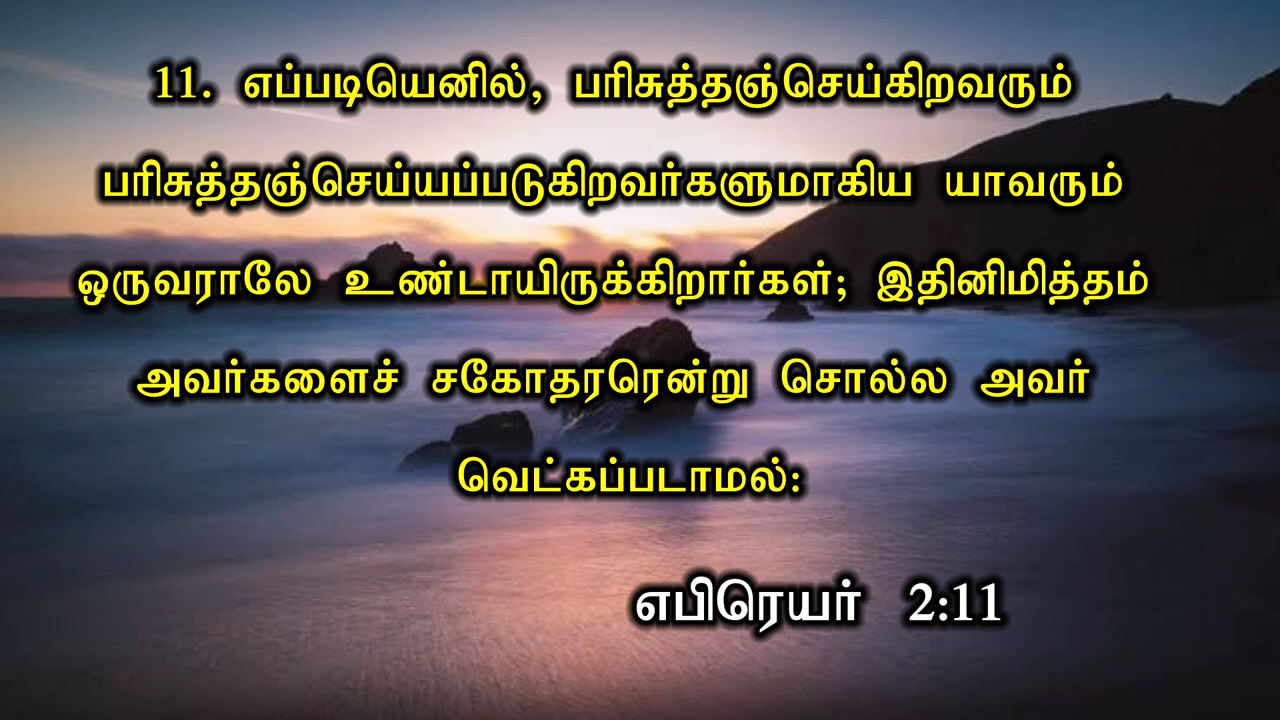 11. எப்படியெனில், பரிசுத்தஞ்செய்கிறவரும்
பரிசுத்தஞ்செய்யப்படுகிறவர்களுமாகிய யாவரும்
ஒருவராலே உண்டாயிருக்கிறார்கள்; இதினிமித்தம்
அவர்களைச் சகோதரரென்று சொல்ல அவர்
வெட்கப்படாமல்:
எபிரெயர் 2:11